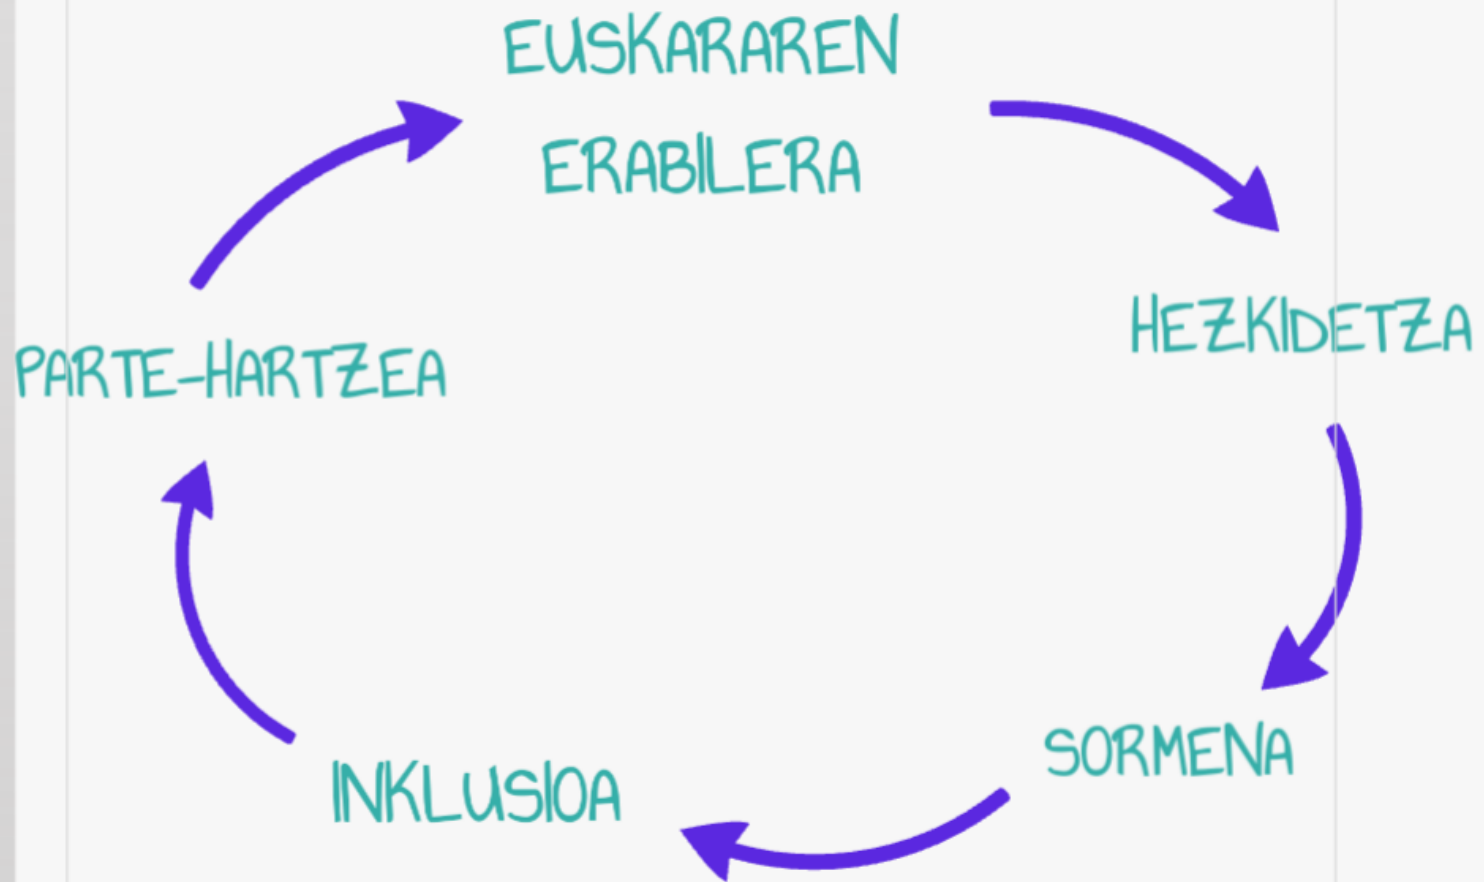 EUSKARAREN
ERABILERA
HEZKIDETZA
PARTE-HARTZEA
SORMENA
INKLUSIOA